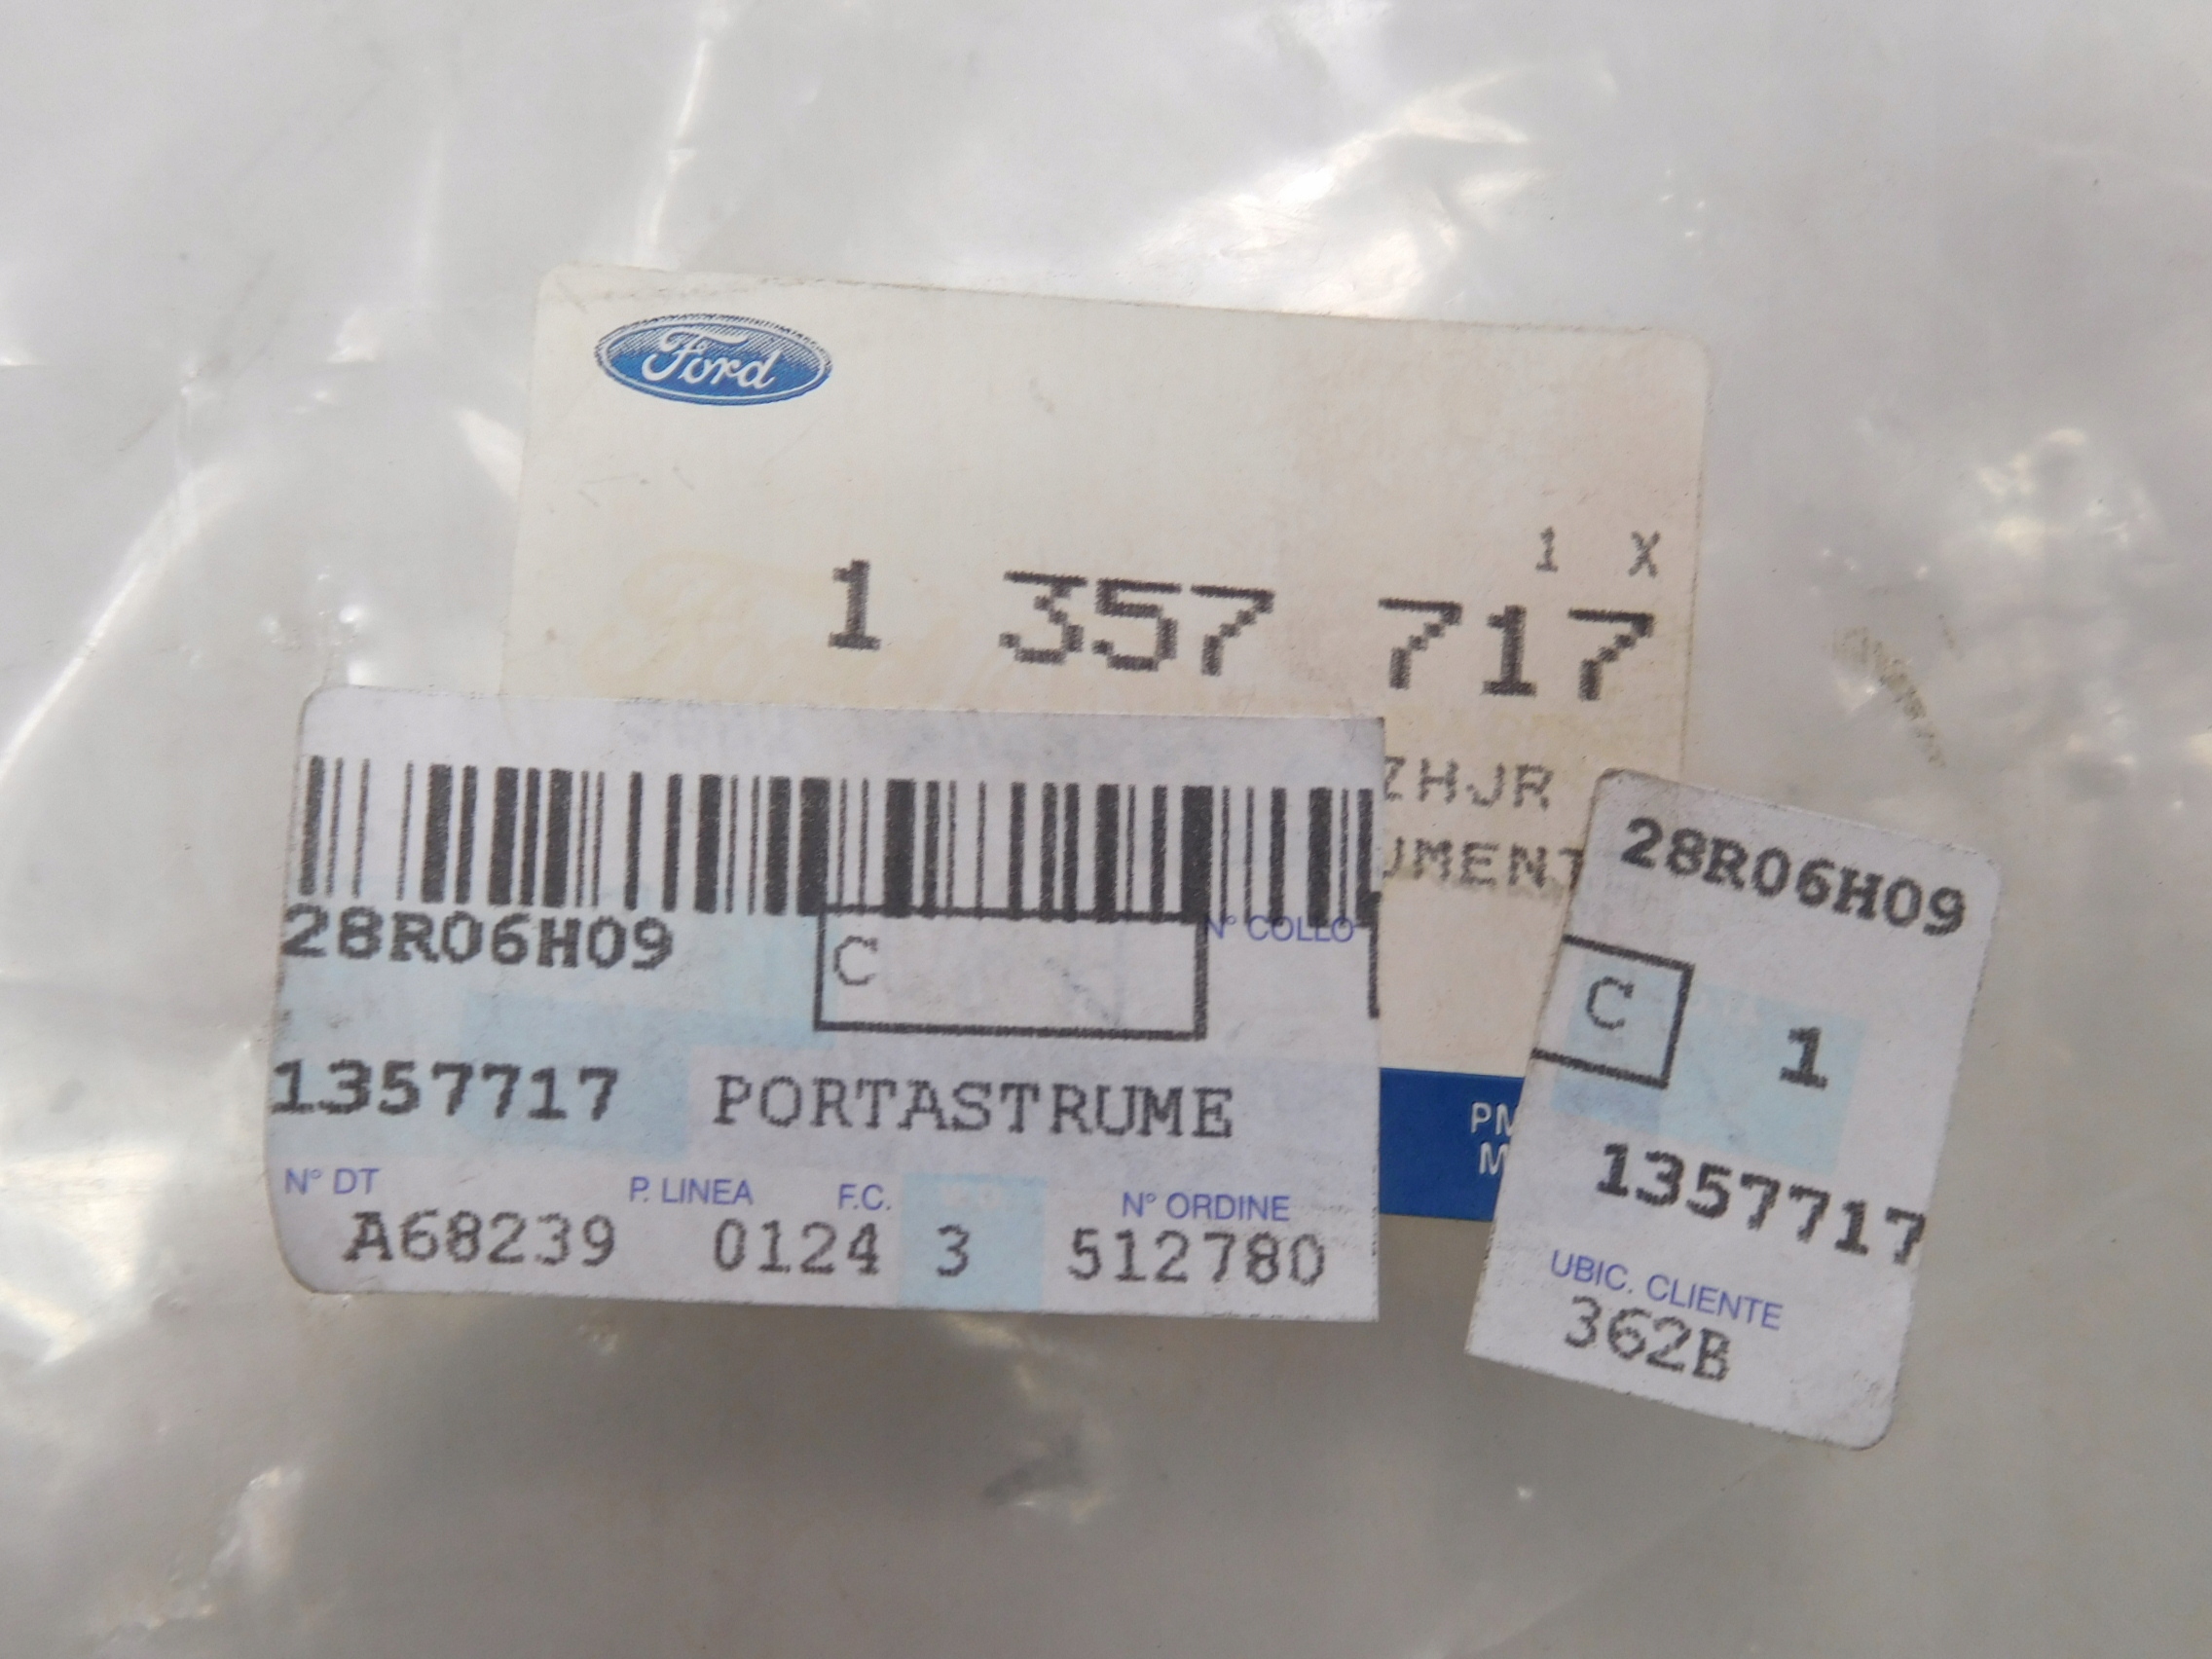 Ford
1 X
1 357 717
ZHJR
UMENT
28R06H09
C
N° COLLO
1357717 PORTASTRUME
N° DT P. LINEA F.C. N° ORDINE
A68239 0124 3 512780
PM
M
28R06H09
C 1
1357717
UBIC. CLIENTE
362B